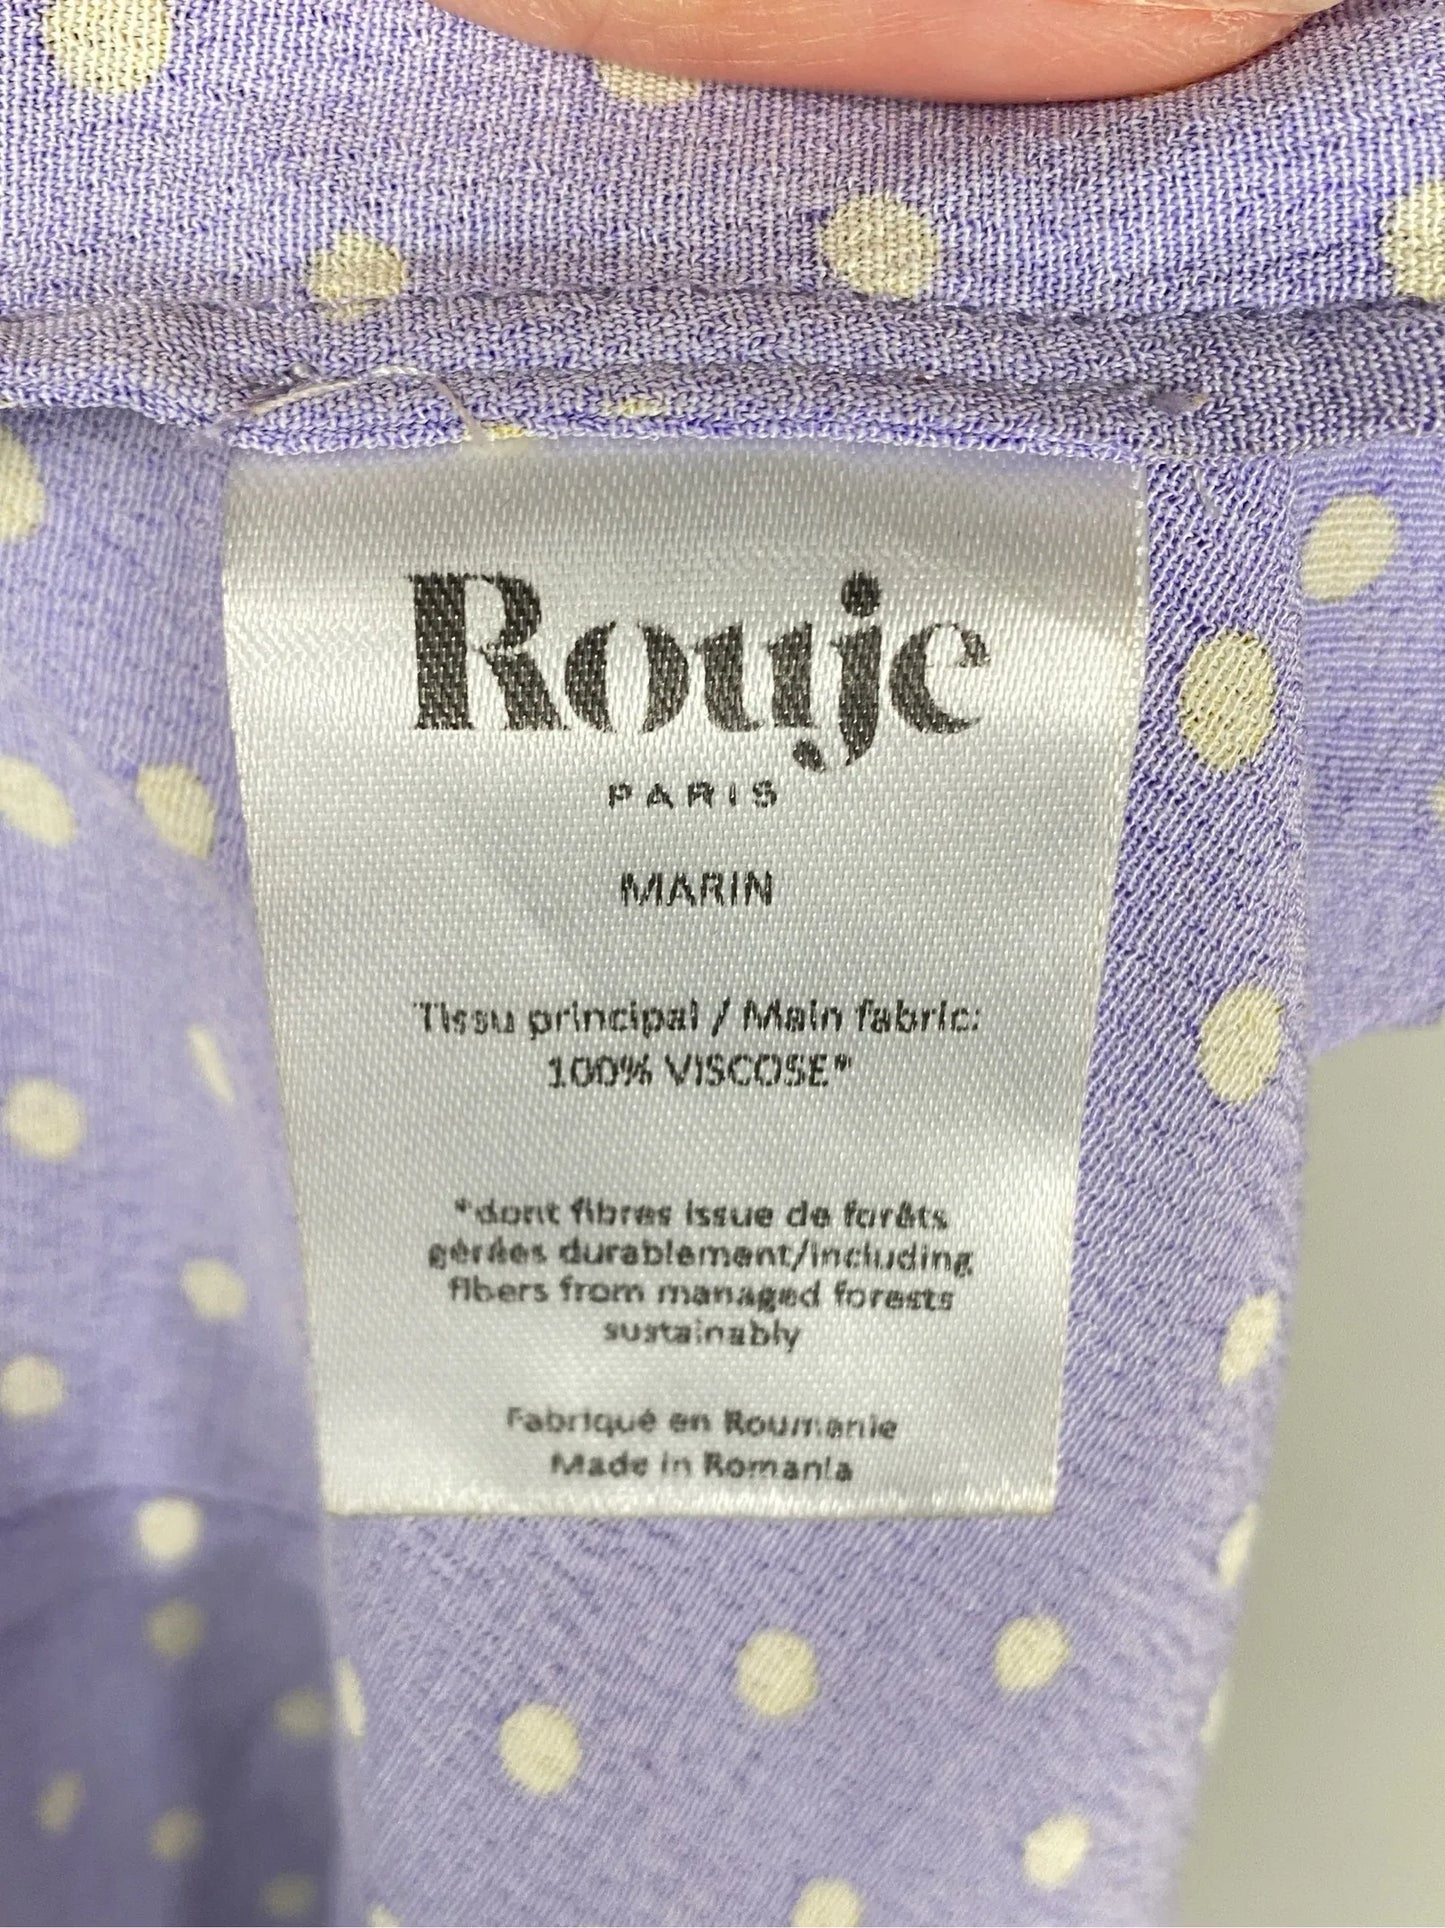 Rouje
PARIS
MARIN
Tissu principal / Main fabric:
100% VISCOSE*
*dont fibres issue de forêts
gérées durablement/including
fibers from managed forests
sustainably
Fabriqué en Roumanie
Made in Romania